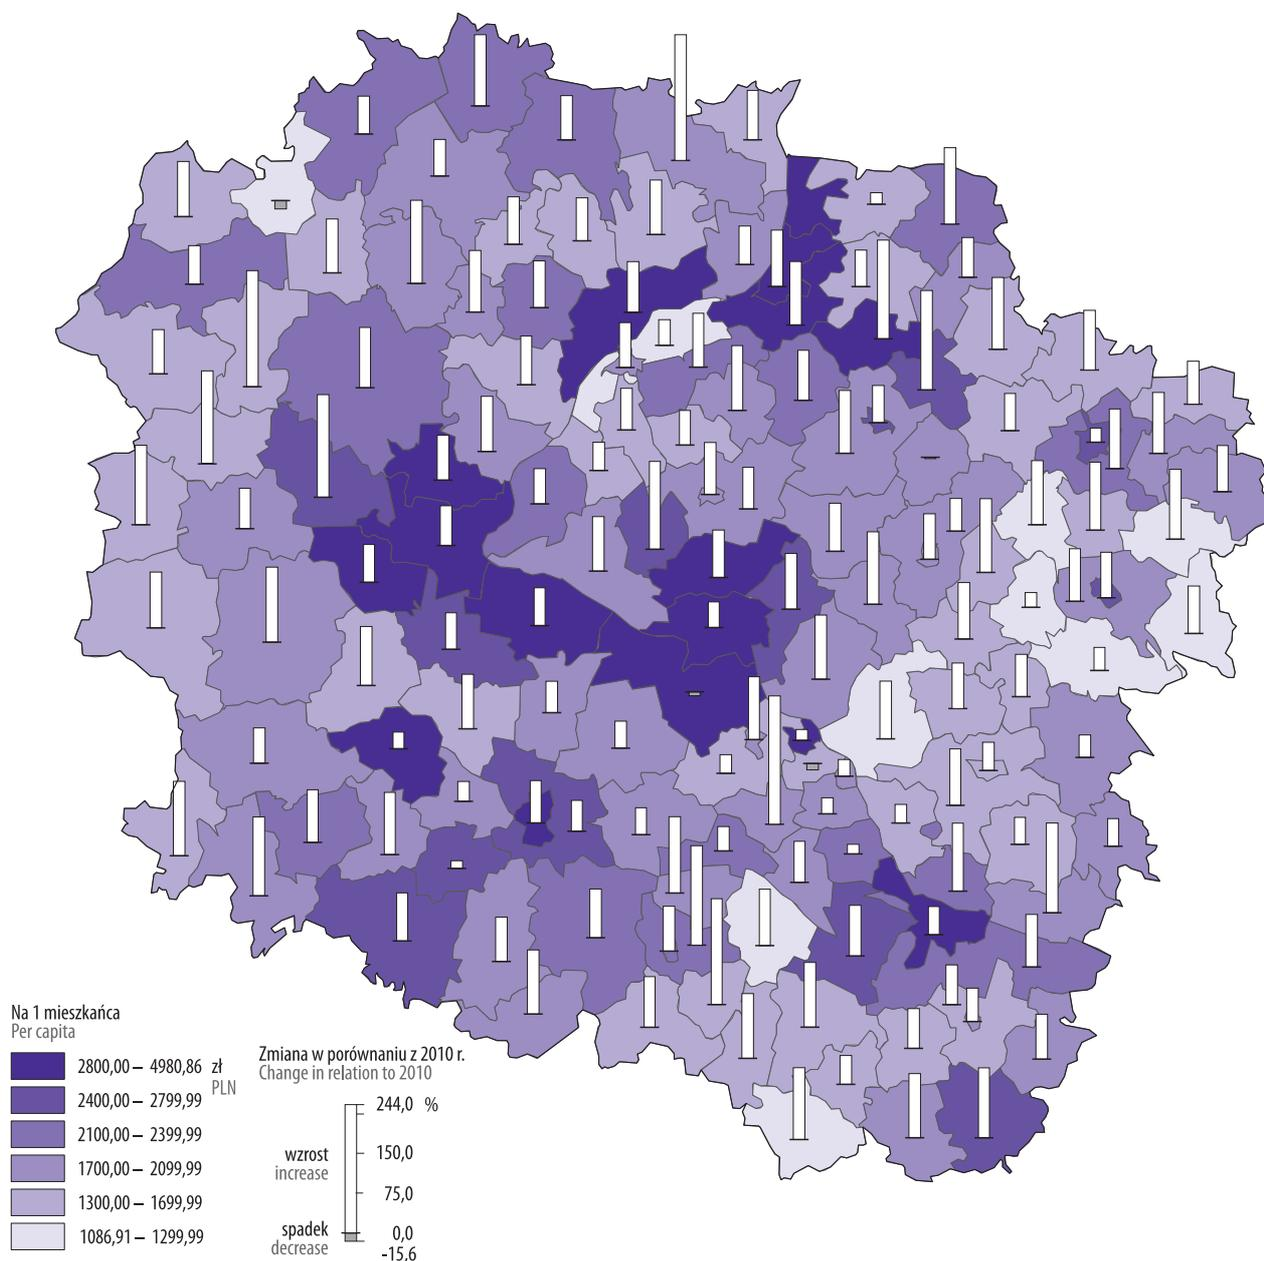 Na 1 mieszkańca
Per capita
2800,00 – 4980,86 zł
PLN
2400,00 – 2799,99
2100,00 – 2399,99
1700,00 – 2099,99
1300,00 – 1699,99
1086,91 – 1299,99
Zmiana w porównaniu z 2010 r.
Change in relation to 2010
244,0 %
wzrost
increase
150,0
75,0
spadek
decrease
0,0
-15,6